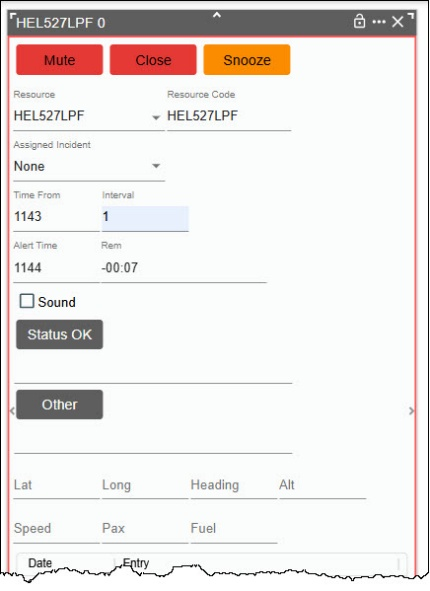 HEL527LPF 0
Mute Close Snooze
Resource Resource Code
HEL527LPF HEL527LPF
Assigned Incident
None
Time From Interval
1143 1
Alert Time Rem
1144 -00:07
Sound
Status OK
Other
Lat Long Heading Alt
Speed Pax Fuel
Date Entry